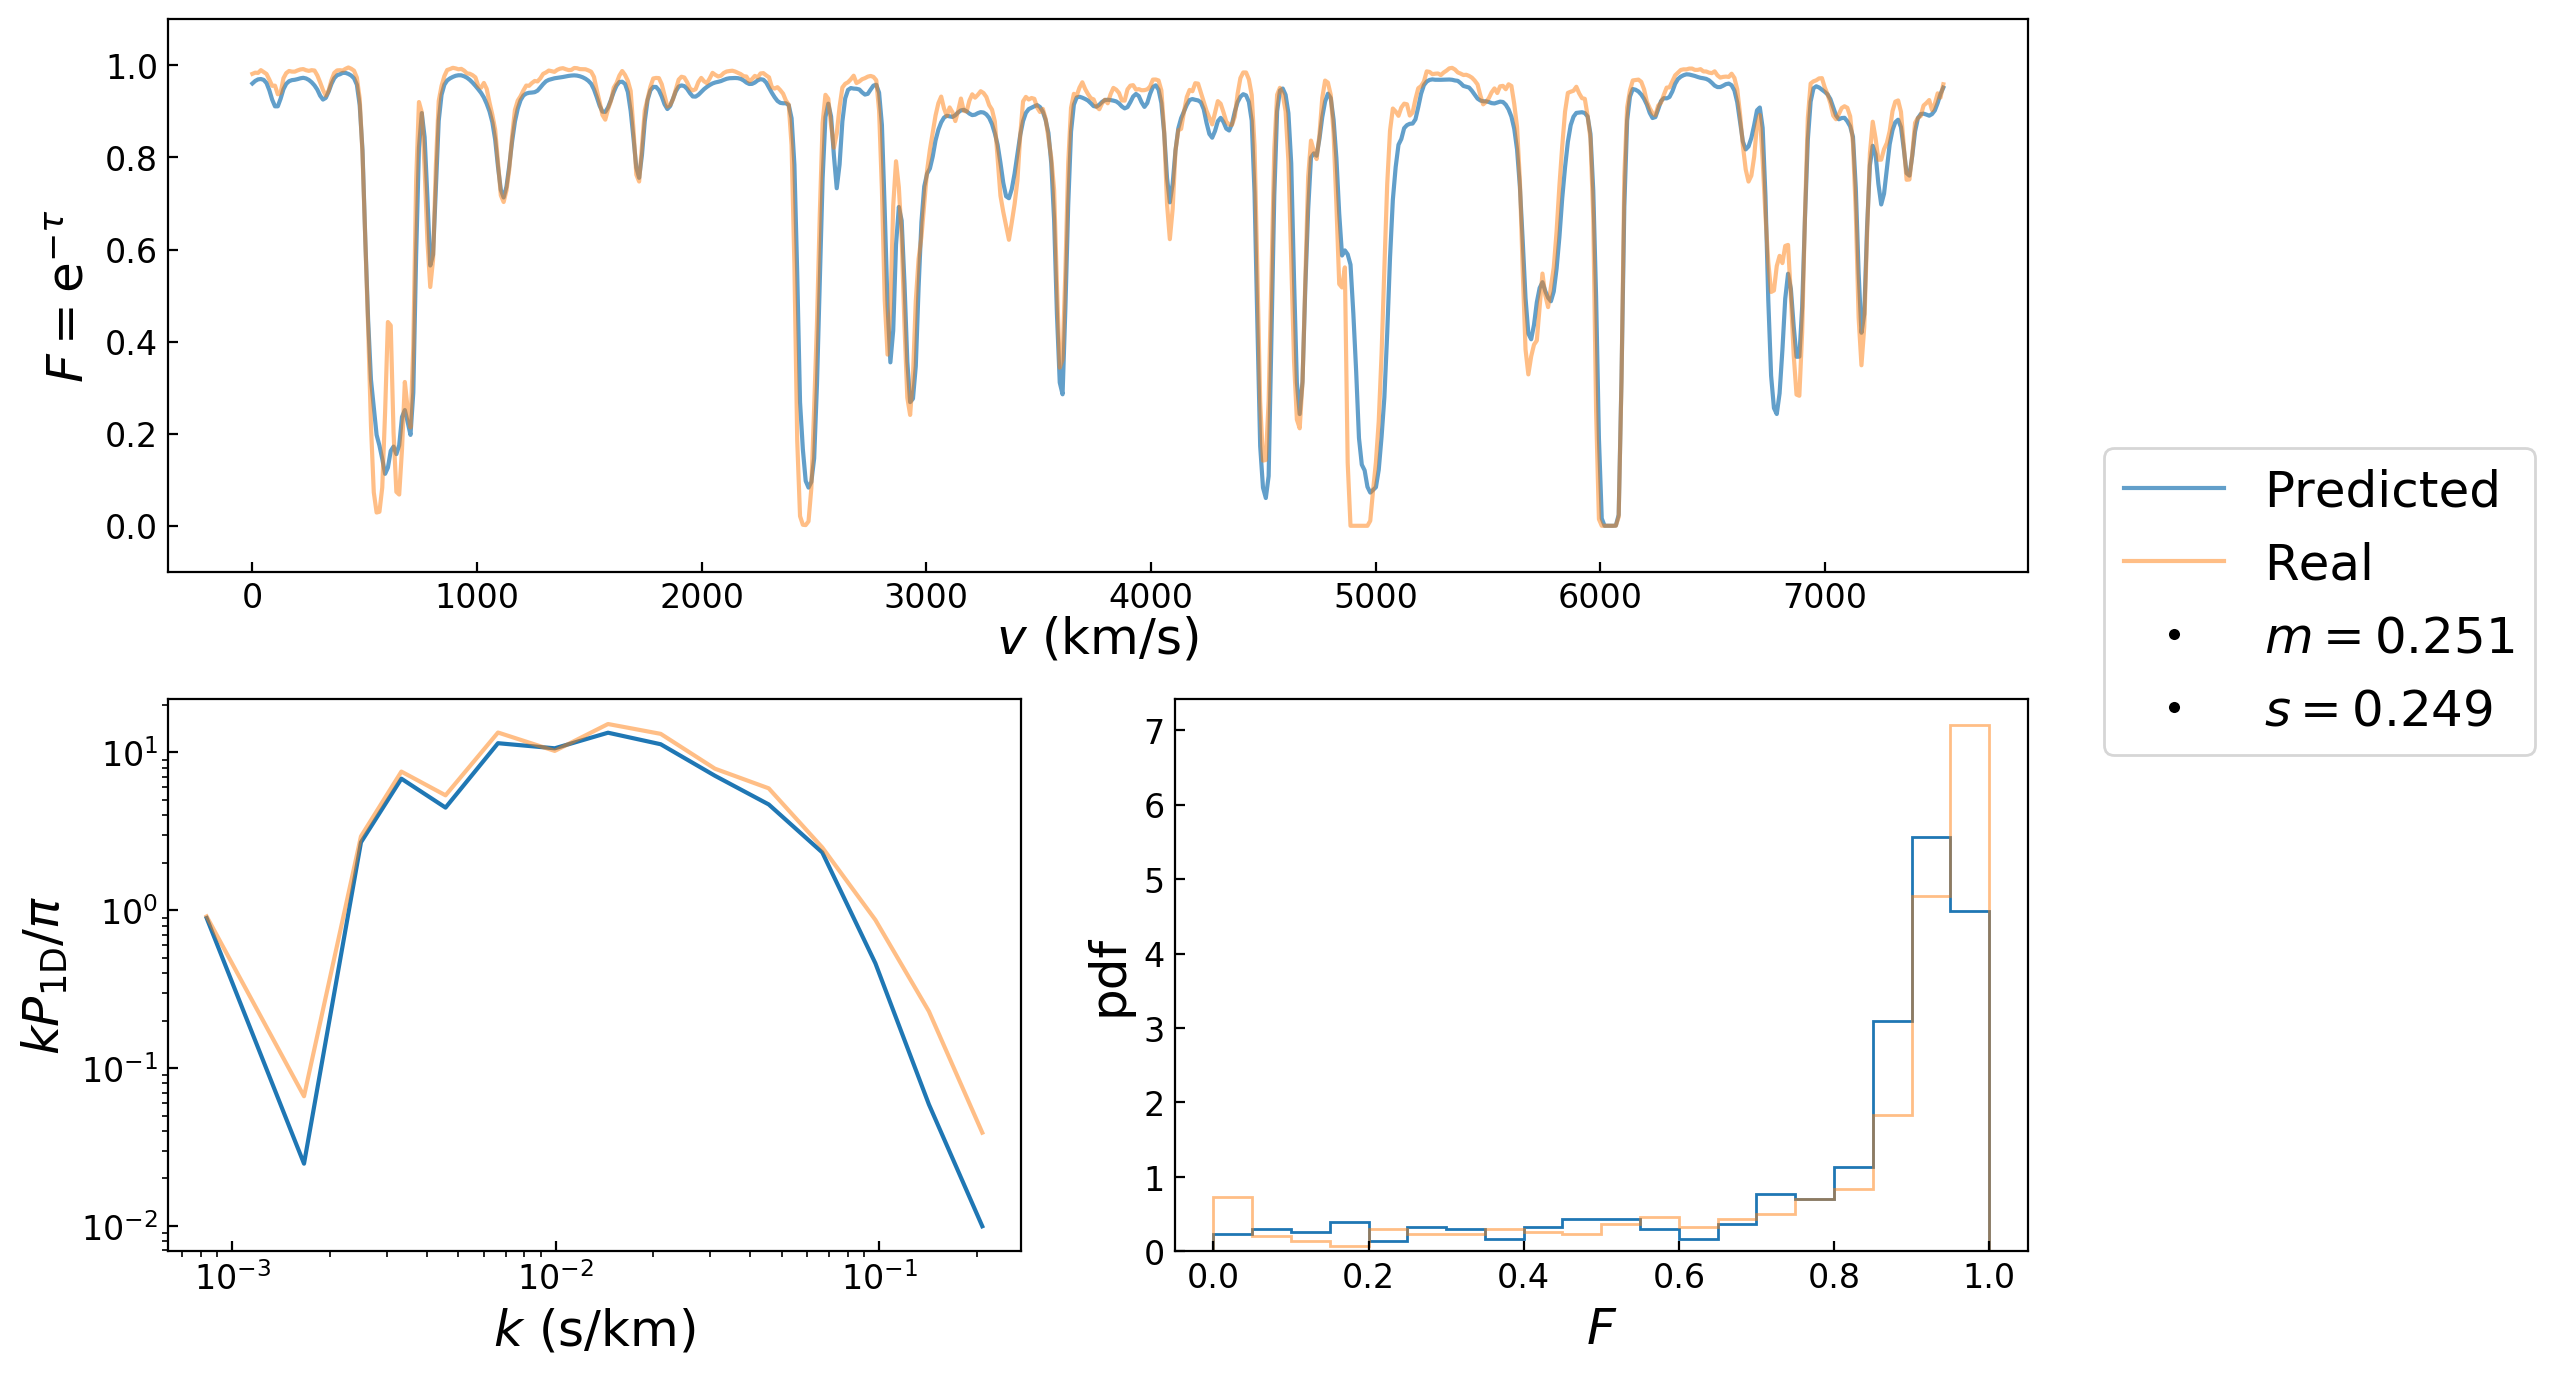 1.0
0.8
0.6
0.4
0.2
0.0
F = e^{-τ}
0 1000 2000 3000 4000 5000 6000 7000
v (km/s)
Predicted
Real
m = 0.251
s = 0.249
10^1
10^0
10^{-1}
10^{-2}
kP_{1D}/π
10^{-3} 10^{-2} 10^{-1}
k (s/km)
7
6
5
4
3
2
1
0
pdf
0.0 0.2 0.4 0.6 0.8 1.0
F